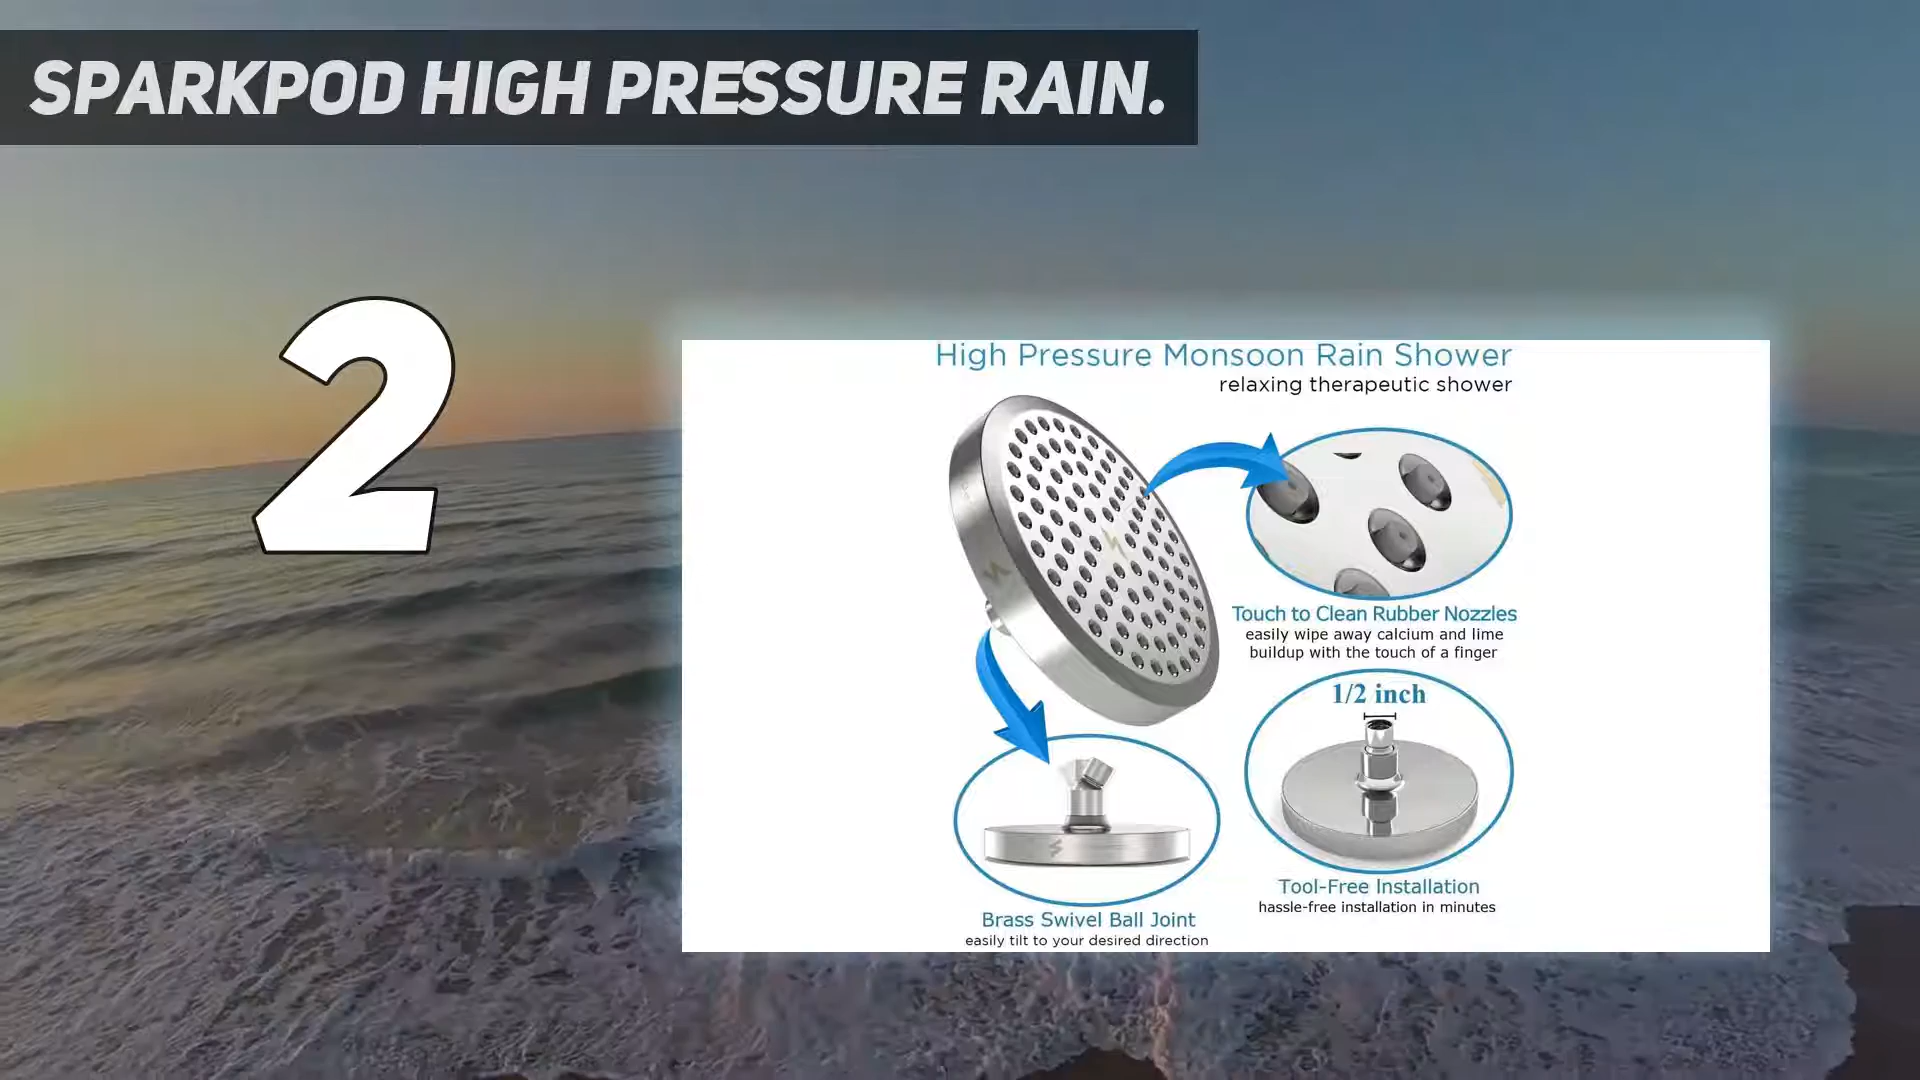 SPARKPOD HIGH PRESSURE RAIN.
2
High Pressure Monsoon Rain Shower
relaxing therapeutic shower
Touch to Clean Rubber Nozzles
easily wipe away calcium and lime
buildup with the touch of a finger
1/2 inch
Tool-Free Installation
hassle-free installation in minutes
Brass Swivel Ball Joint
easily tilt to your desired direction